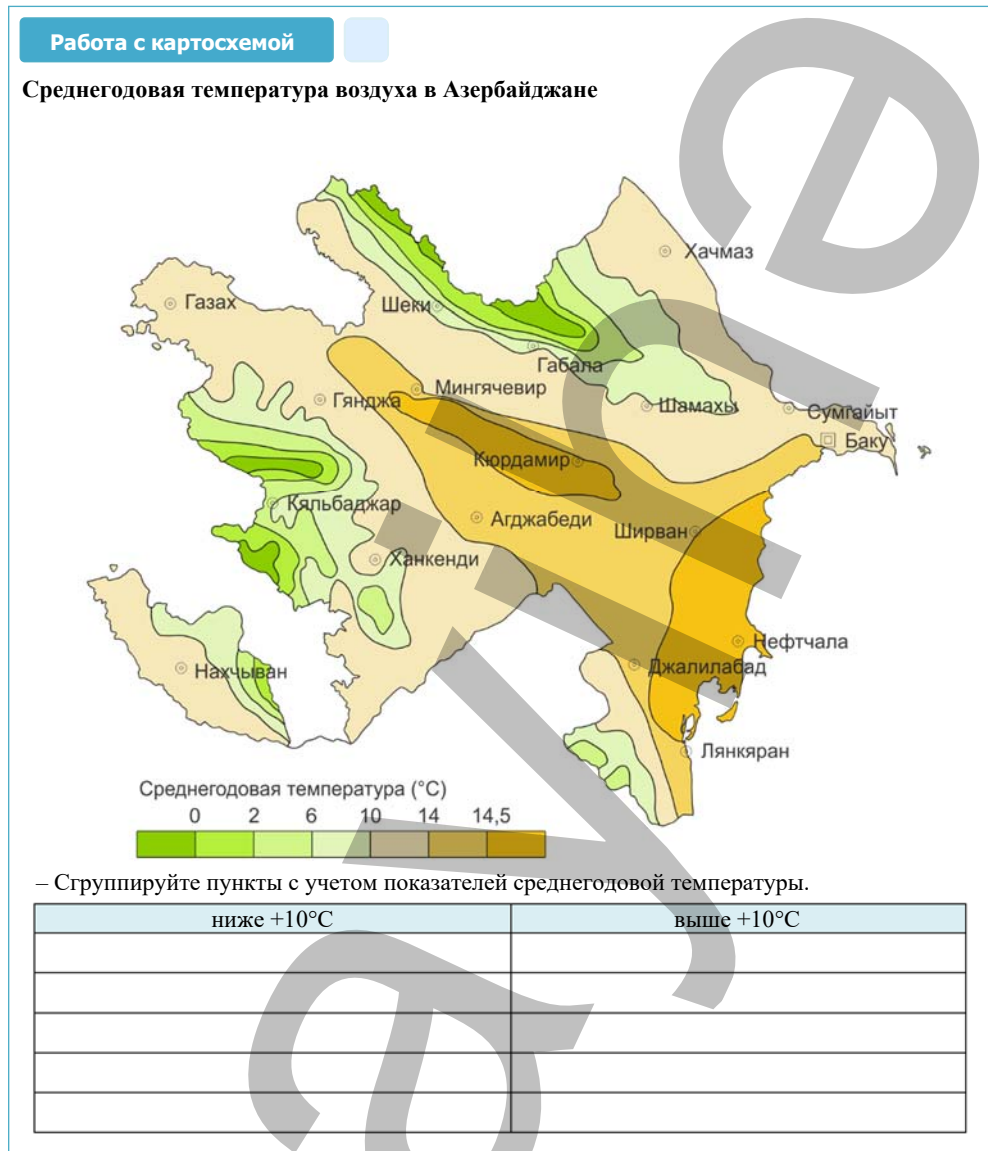 Работа с картосхемой
Среднегодовая температура воздуха в Азербайджане
Хачмаз
Газах
Шеки
Габала
Мингячевир
Гянджа
Шамахы
Сумгайыт
Баку
Кюрдамир
Кяльбаджар
Агджабеди
Ширван
Ханкенди
Нефтчала
Нахчыван
Джалилабад
Лянкяран
Среднегодовая температура (°C)
0 2 6 10 14 14,5
– Сгруппируйте пункты с учетом показателей среднегодовой температуры.
ниже +10°C выше +10°C